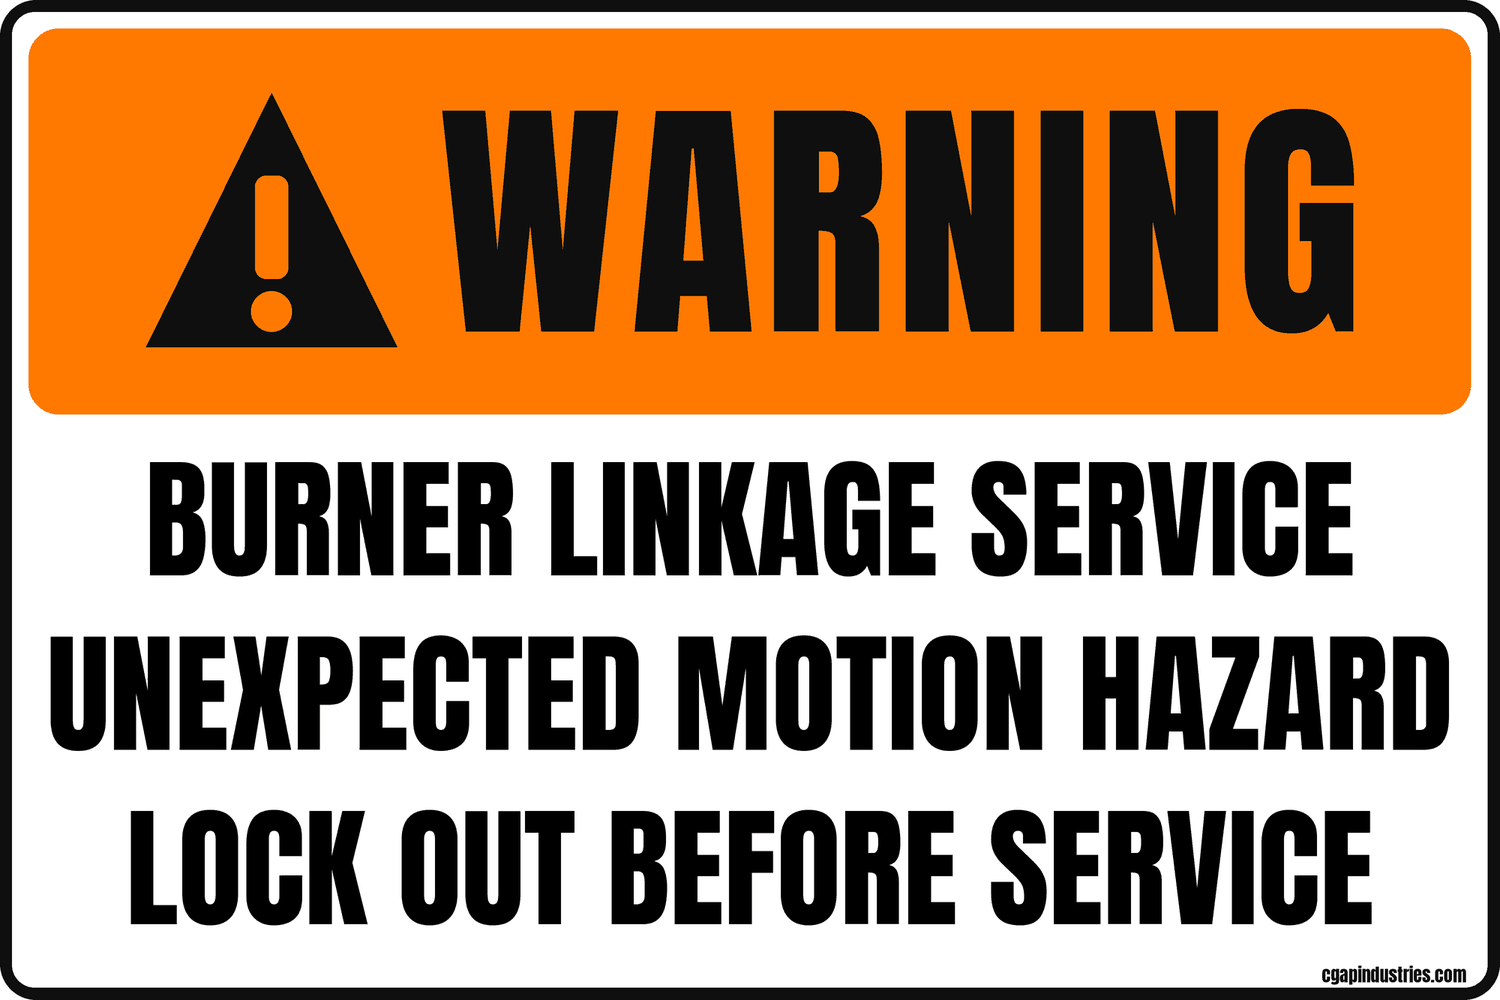 WARNING
BURNER LINKAGE SERVICE
UNEXPECTED MOTION HAZARD
LOCK OUT BEFORE SERVICE
cgapindustries.com